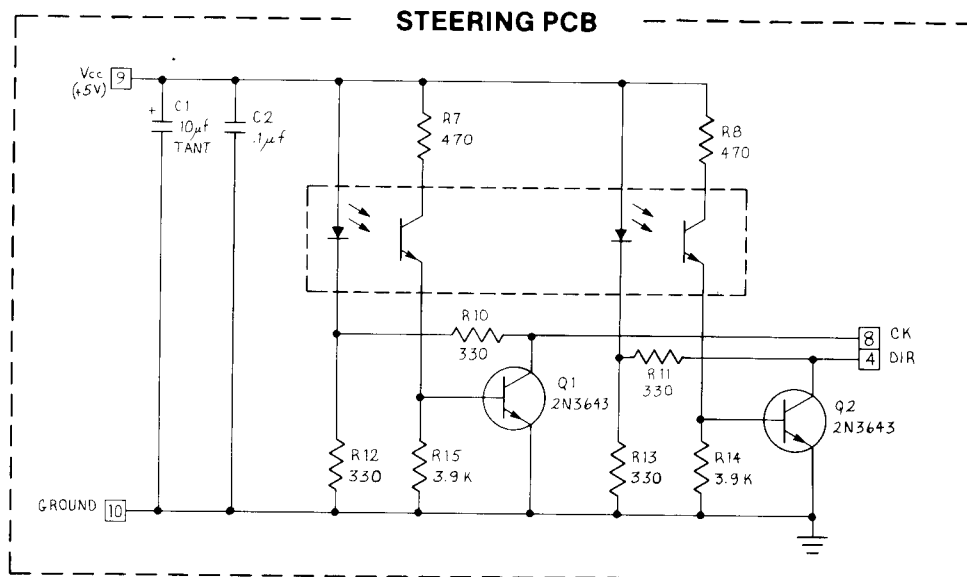 STEERING PCB
Vcc
(+5V)
9
+
C1
10µf
TANT
C2
.1µf
R7
470
R8
470
R10
330
8
CK
4
DIR
R11
330
Q1
2N3643
Q2
2N3643
R12
330
R15
3.9K
R13
330
R14
3.9K
GROUND
10